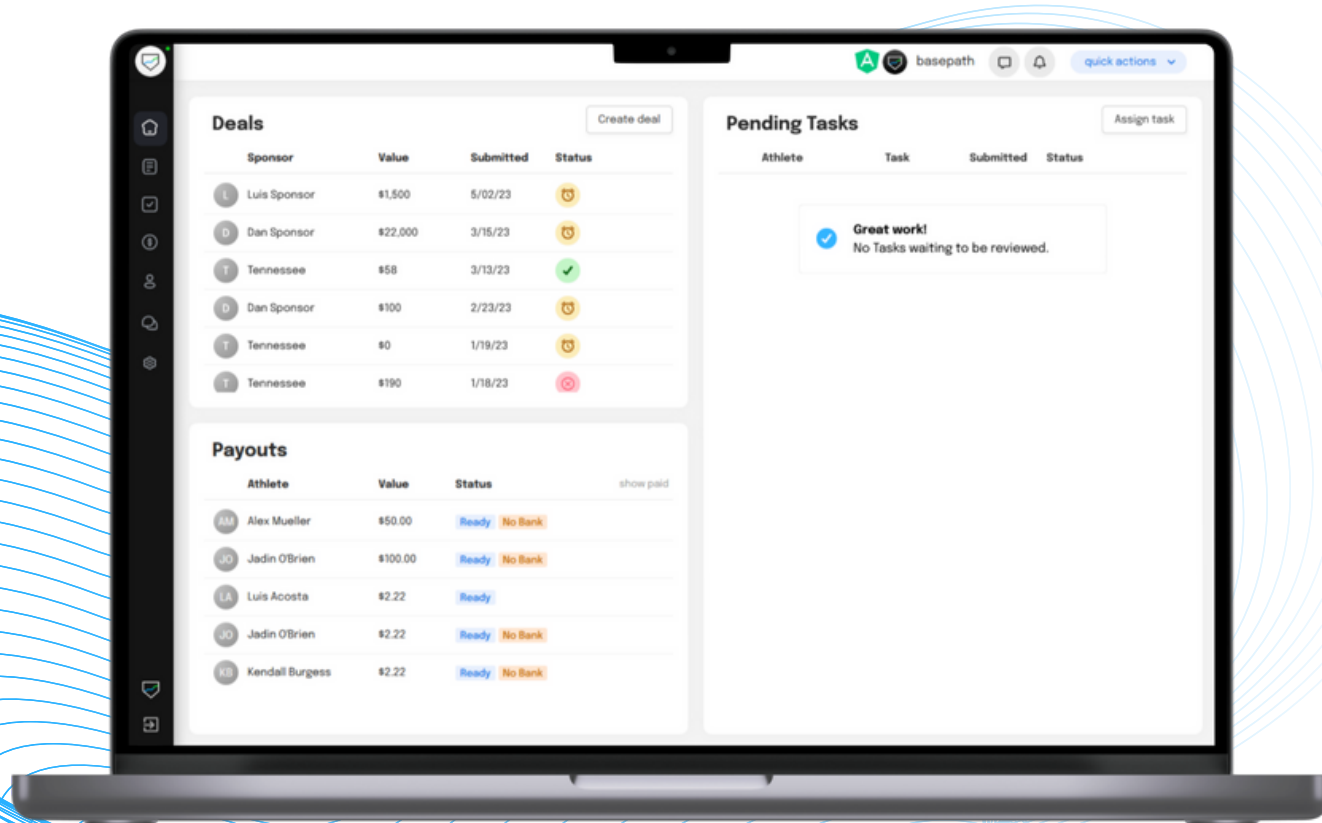 basepath
quick actions
Deals
Create deal
Sponsor Value Submitted Status
L Luis Sponsor $1,500 5/02/23
D Dan Sponsor $22,000 3/15/23
T Tennessee $58 3/13/23
D Dan Sponsor $100 2/23/23
T Tennessee $0 1/19/23
T Tennessee $190 1/18/23
Payouts
Athlete Value Status show paid
AM Alex Mueller $50.00 Ready No Bank
JO Jadin O'Brien $100.00 Ready No Bank
LA Luis Acosta $2.22 Ready
JO Jadin O'Brien $2.22 Ready No Bank
KB Kendall Burgess $2.22 Ready No Bank
Pending Tasks
Assign task
Athlete Task Submitted Status
Great work!
No Tasks waiting to be reviewed.